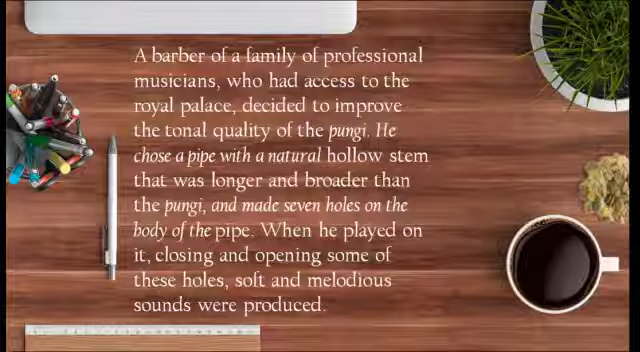 A barber of a family of professional
musicians, who had access to the
royal palace, decided to improve
the tonal quality of the pungi. He
chose a pipe with a natural hollow stem
that was longer and broader than
the pungi, and made seven holes on the
body of the pipe. When he played on
it, closing and opening some of
these holes, soft and melodious
sounds were produced.